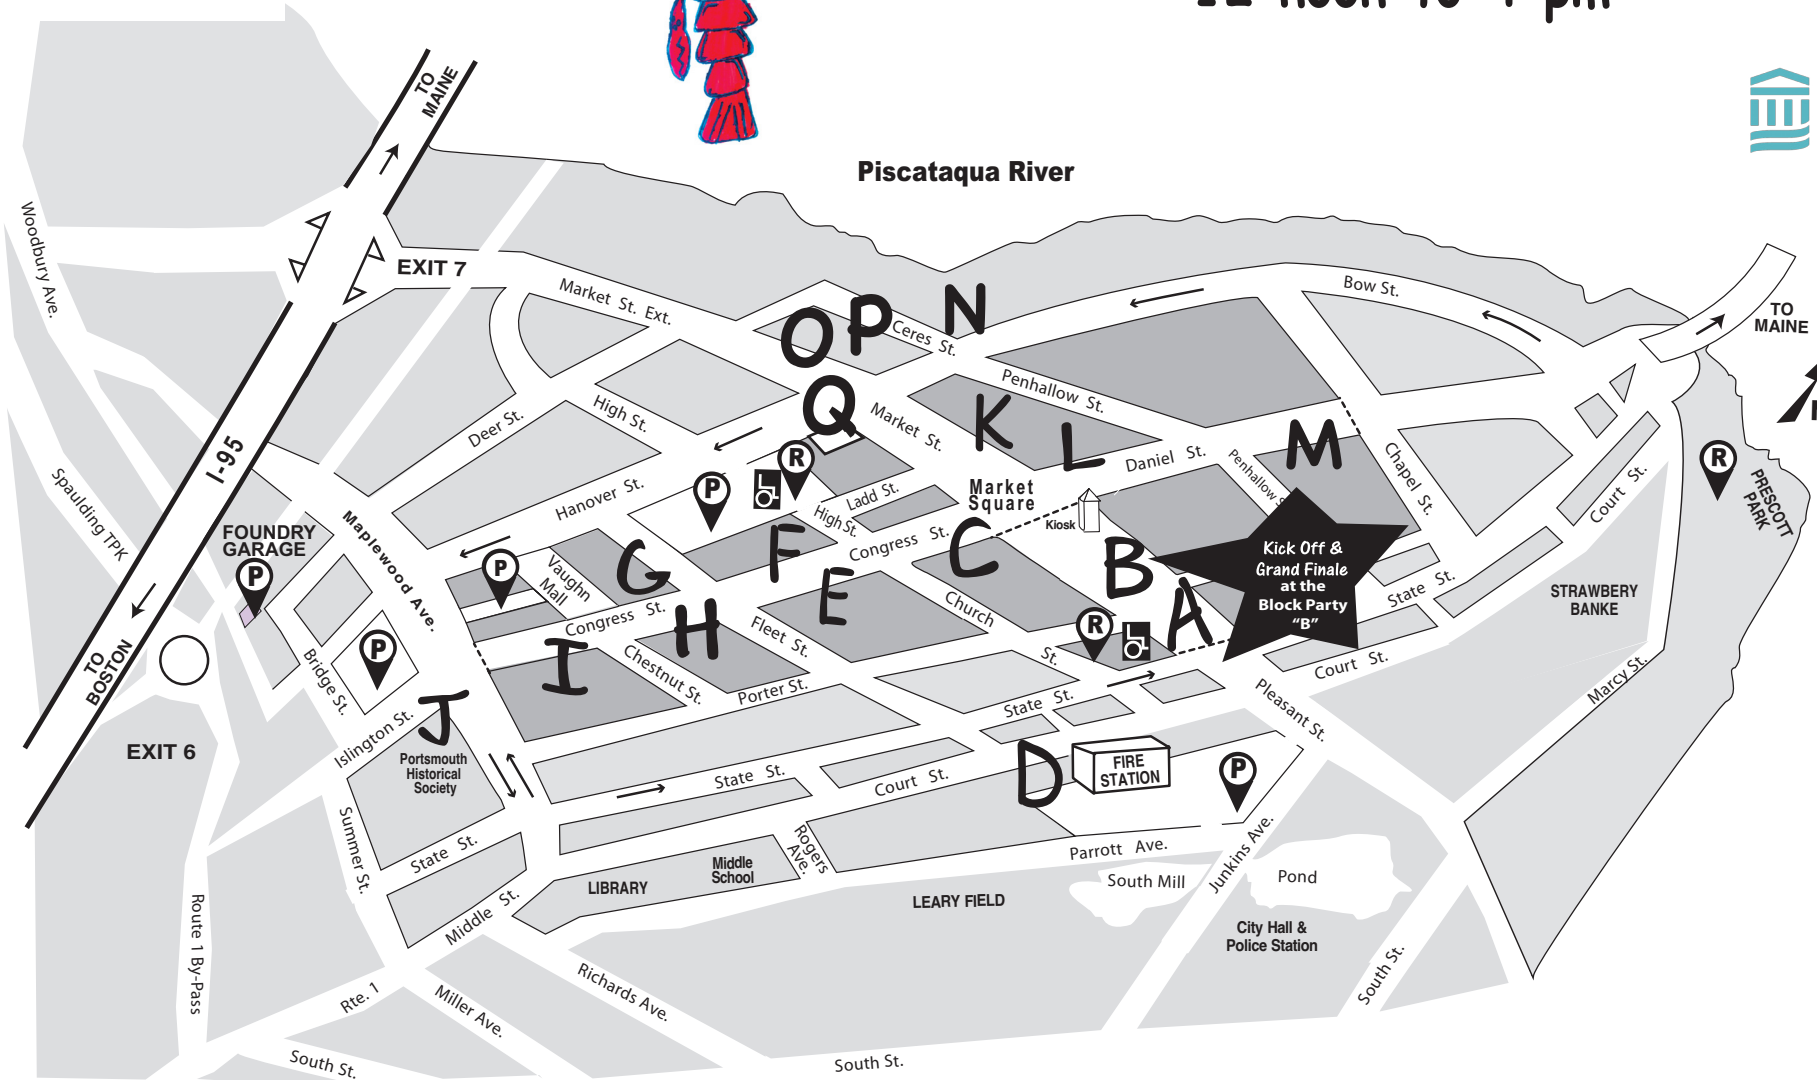 12 noon to 4 pm
TO
MAINE
Piscataqua River
Woodbury Ave.
EXIT 7
Market St. Ext.
O
P
N
Ceres St.
Bow St.
TO
MAINE
Q
Penhallow St.
K
L
M
Market St.
Daniel St.
Penhallow S
Chapel St.
High St.
Deer St.
I-95
R
P
Hanover St.
Ladd St.
High St.
Market
Square
Kiosk
Court St.
R
PRESCOTT
PARK
Spaulding TPK
FOUNDRY
GARAGE
P
Maplewood Ave.
P
Vaughn
Mall
G
F
Congress St.
C
B
A
Kick Off &
Grand Finale
at the
Block Party
“B”
State St.
STRAWBERY
BANKE
Congress St.
E
H
I
Fleet St.
Church
St.
R
TO
BOSTON
P
Bridge St.
Chestnut St.
Porter St.
State St.
Court St.
Marcy St.
Pleasant St.
EXIT 6
Islington St.
J
Portsmouth
Historical
Society
State St.
Court St.
D
FIRE
STATION
P
Summer St.
State St.
Rogers
Ave.
Parrott Ave.
Junkins Ave.
Middle
School
LIBRARY
Middle St.
LEARY FIELD
South Mill
Pond
City Hall &
Police Station
Route 1 By-Pass
Rte. 1
Miller Ave.
Richards Ave.
South St.
South St.
South St.